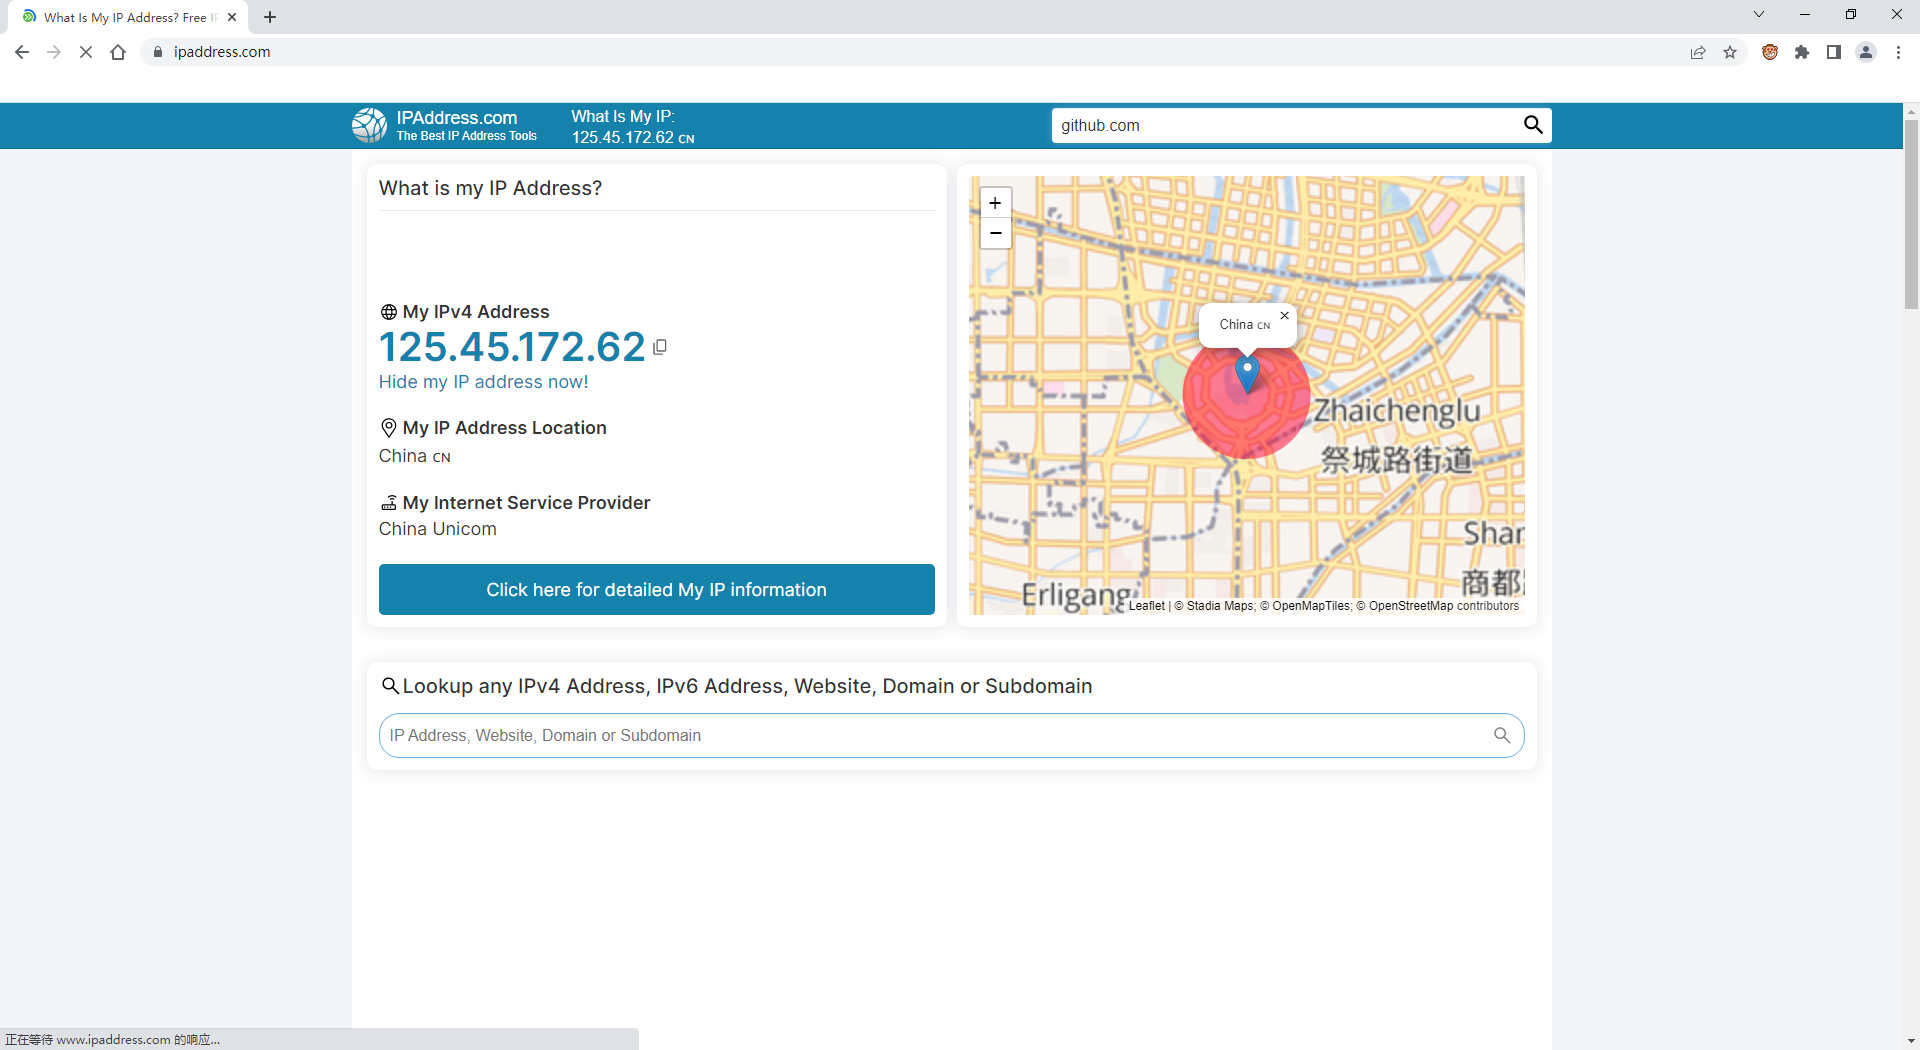 What Is My IP Address? Free IP
ipaddress.com
IPAddress.com
The Best IP Address Tools
What Is My IP:
125.45.172.62 CN
github.com
What is my IP Address?
My IPv4 Address
125.45.172.62
Hide my IP address now!
My IP Address Location
China CN
My Internet Service Provider
China Unicom
Click here for detailed My IP information
+
−
China CN
×
Zhaichenglu
祭城路街道
Shan
商都
Erligang
Leaflet | © Stadia Maps; © OpenMapTiles; © OpenStreetMap contributors
Lookup any IPv4 Address, IPv6 Address, Website, Domain or Subdomain
IP Address, Website, Domain or Subdomain
正在等待 www.ipaddress.com 的响应...